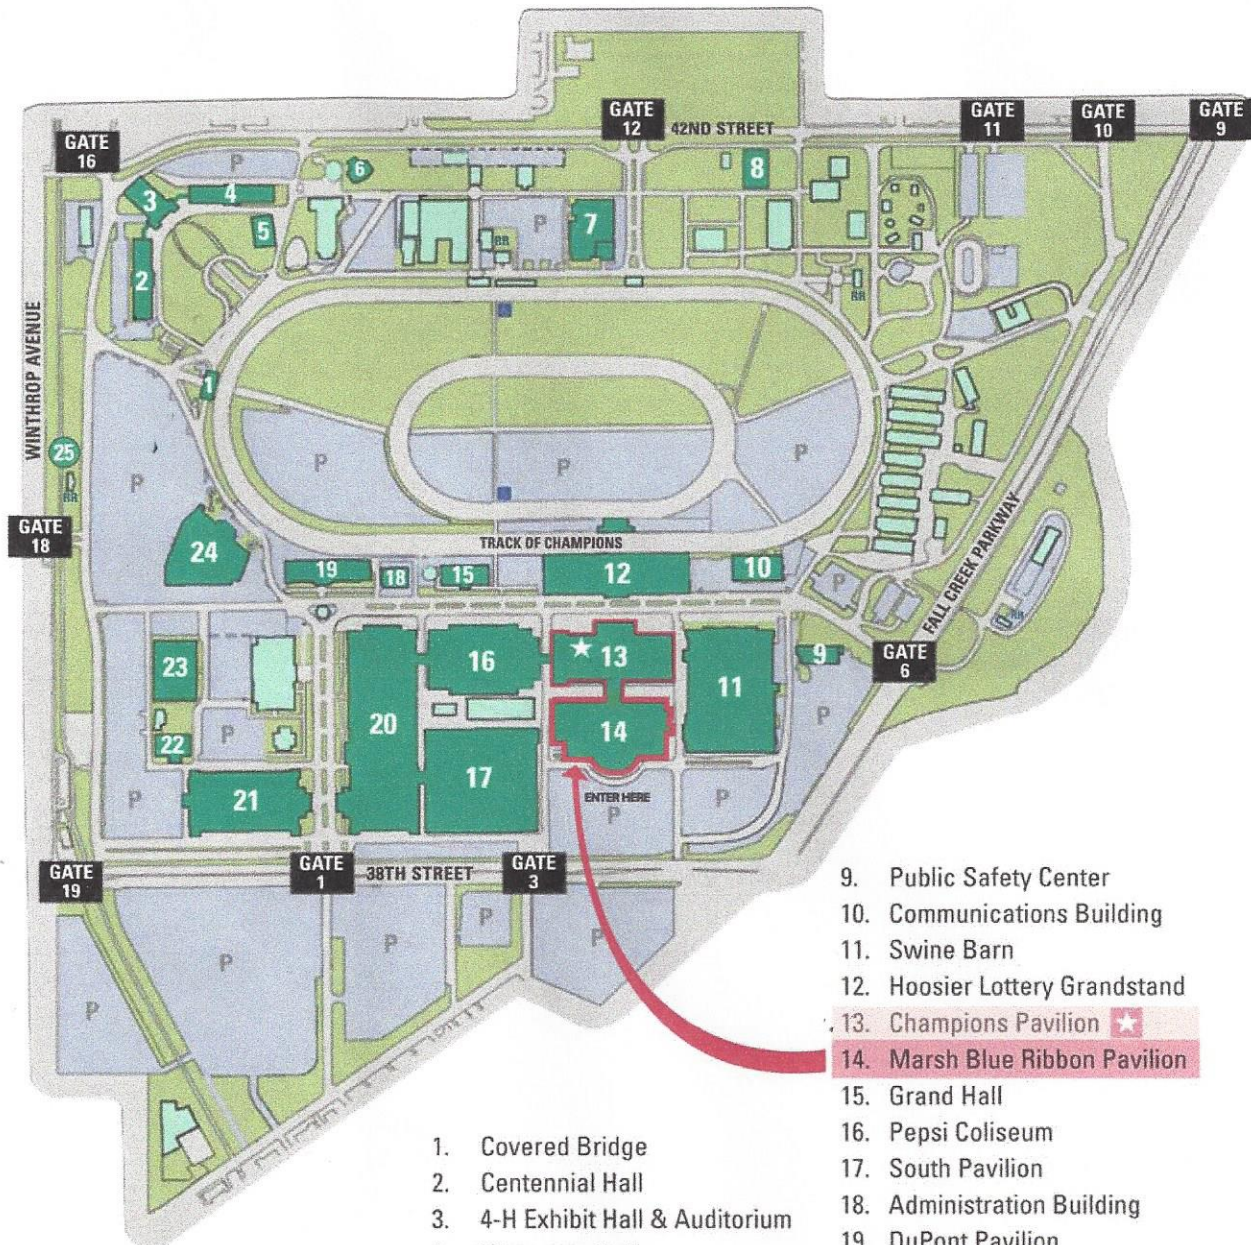 GATE 12
42ND STREET
GATE 11
GATE 10
GATE 9
GATE 16
P
6
8
3
4
5
7
P
RR
2
RR
WINTHROP AVENUE
1
25
RR
P
P
P
P
GATE 18
24
TRACK OF CHAMPIONS
FALL CREEK PARKWAY
19
18
15
12
10
P
RR
23
16
13
11
9
GATE 6
20
14
P
22
P
17
21
P
ENTER HERE
P
P
GATE 19
GATE 1
38TH STREET
GATE 3
P
P
P
P
P
1. Covered Bridge
2. Centennial Hall
3. 4-H Exhibit Hall & Auditorium
9. Public Safety Center
10. Communications Building
11. Swine Barn
12. Hoosier Lottery Grandstand
13. Champions Pavilion
14. Marsh Blue Ribbon Pavilion
15. Grand Hall
16. Pepsi Coliseum
17. South Pavilion
18. Administration Building
19. DuPont Pavilion